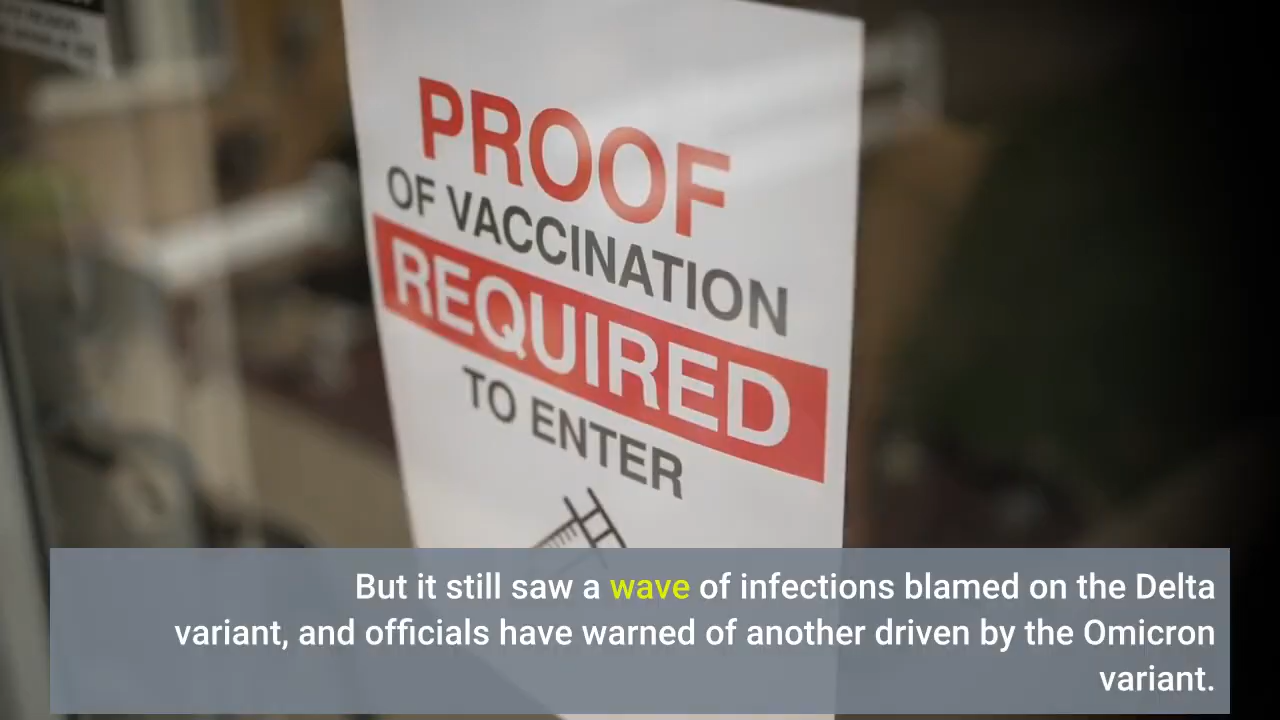 PROOF
OF VACCINATION
REQUIRED
TO ENTER
But it still saw a wave of infections blamed on the Delta
variant, and officials have warned of another driven by the Omicron
variant.